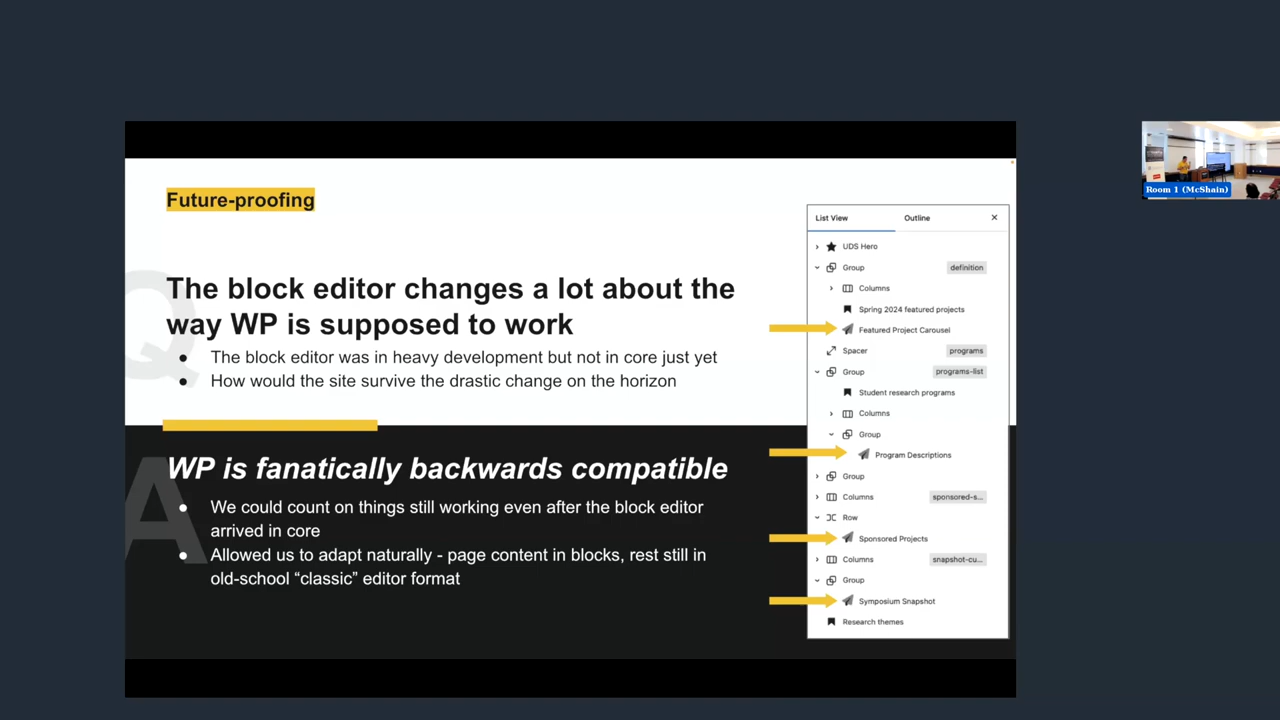 Future-proofing
Q
The block editor changes a lot about the
way WP is supposed to work
● The block editor was in heavy development but not in core just yet
● How would the site survive the drastic change on the horizon
A
WP is fanatically backwards compatible
● We could count on things still working even after the block editor
arrived in core
● Allowed us to adapt naturally - page content in blocks, rest still in
old-school “classic” editor format
List View Outline ×
UDS Hero
Group definition
Columns
Spring 2024 featured projects
Featured Project Carousel
Spacer programs
Group programs-list
Student research programs
Columns
Group
Program Descriptions
Group
Columns sponsored-s...
Row
Sponsored Projects
Columns snapshot-cu...
Group
Symposium Snapshot
Research themes
Room 1 (McShain)